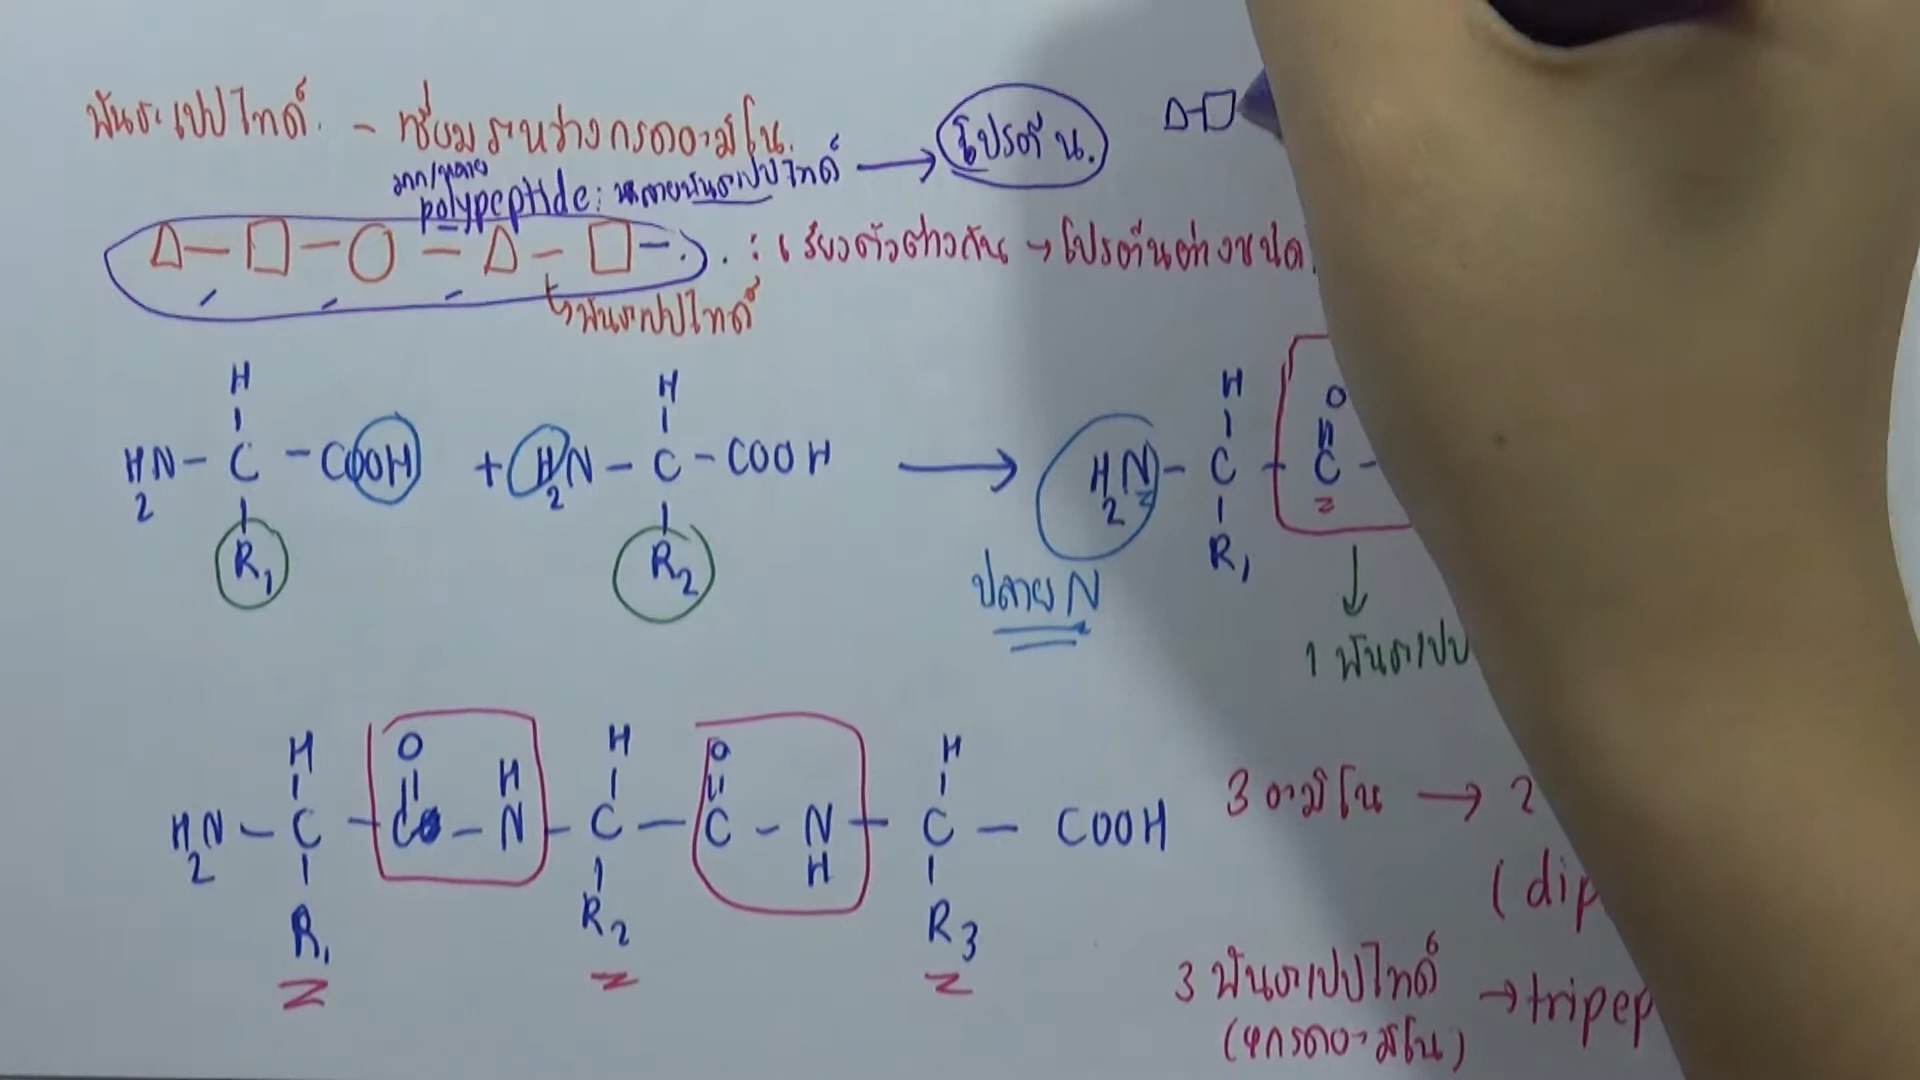 พันธะเปปไทด์. - เชื่อมระหว่างกรดอะมิโน.
มาก/หลาย
polypeptide: หลายพันธะเปปไทด์ → โปรตีน.
: เรียงตัวต่างกัน → โปรตีนต่างชนิด.
พันธะเปปไทด์
H H H O
H2N - C - COOH + H2N - C - COOH → H2N - C - C -
R1 R2 R1
ปลาย N
1 พันธะเปป
H O H H O H
H2N - C - C - N - C - C - N - C - COOH
H
R1 R2 R3
3 อะมิโน → 2
(dip
3 พันธะเปปไทด์ → tripep
(4กรดอะมิโน)